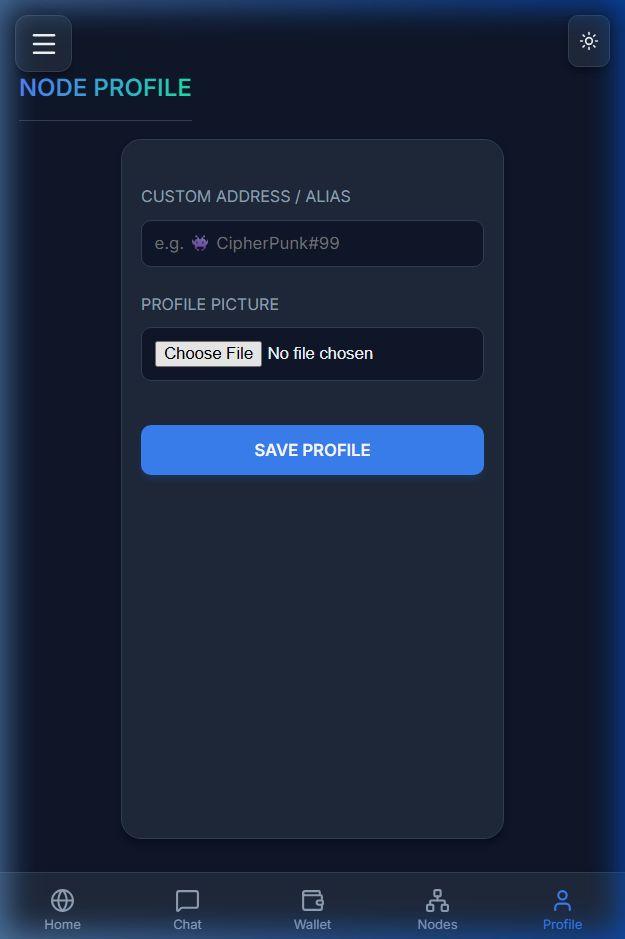 NODE PROFILE
CUSTOM ADDRESS / ALIAS
e.g. 👾 CipherPunk#99
PROFILE PICTURE
Choose File No file chosen
SAVE PROFILE
Home Chat Wallet Nodes Profile